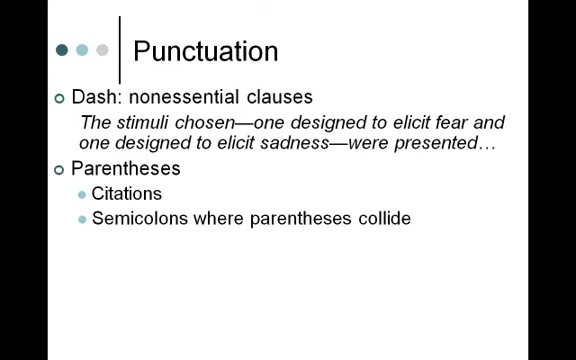 Punctuation
Dash: nonessential clauses
The stimuli chosen—one designed to elicit fear and
one designed to elicit sadness—were presented…
Parentheses
Citations
Semicolons where parentheses collide